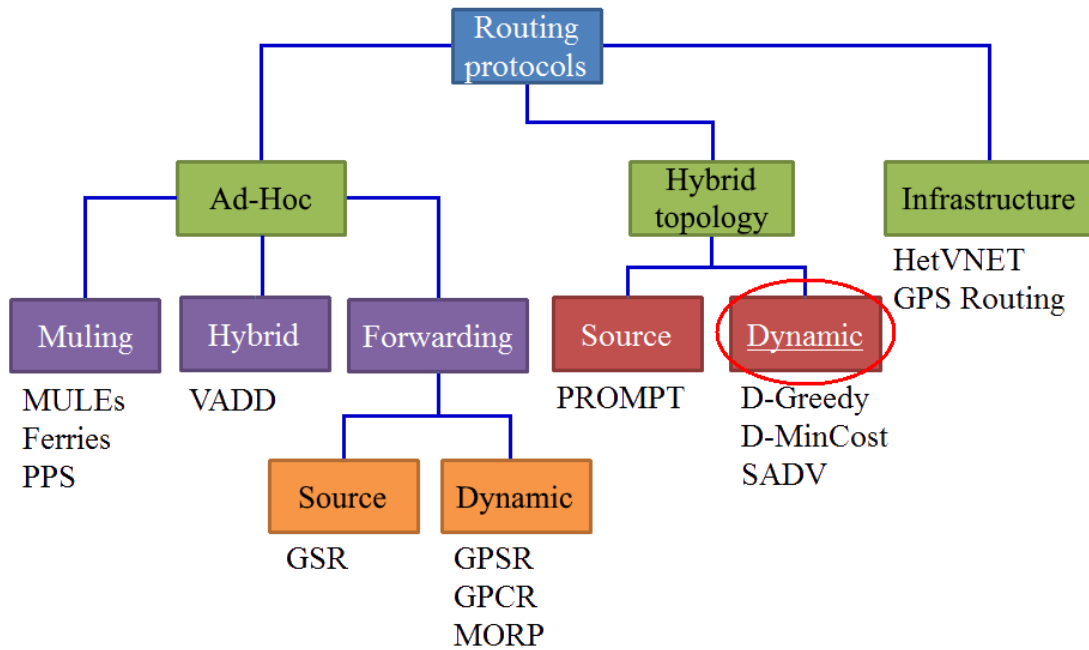 Routing
protocols
Ad-Hoc
Hybrid
topology
Infrastructure
HetVNET
GPS Routing
Muling
Hybrid
Forwarding
Source
Dynamic
MULEs
Ferries
PPS
VADD
PROMPT
D-Greedy
D-MinCost
SADV
Source
Dynamic
GSR
GPSR
GPCR
MORP